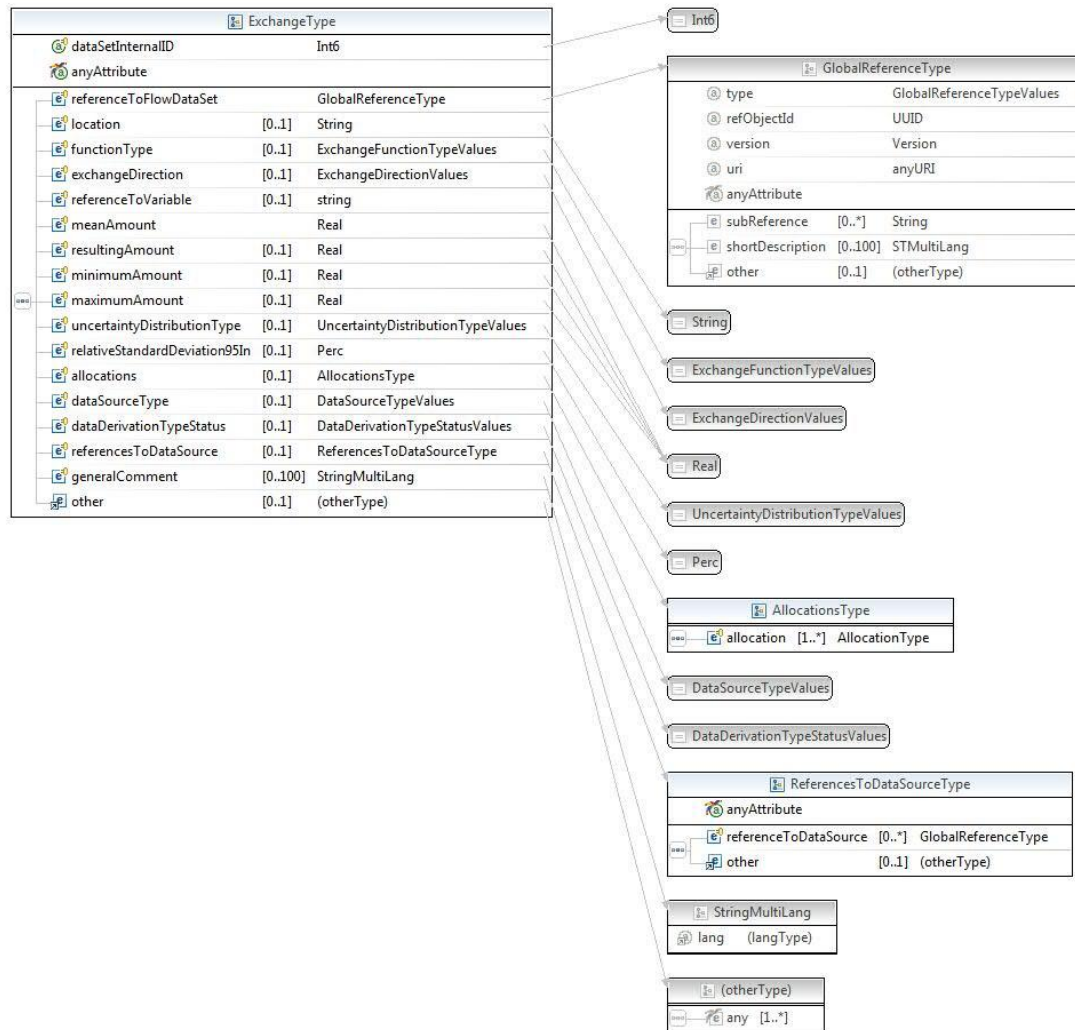 ExchangeType
dataSetInternalID Int6
anyAttribute
referenceToFlowDataSet GlobalReferenceType
location [0..1] String
functionType [0..1] ExchangeFunctionTypeValues
exchangeDirection [0..1] ExchangeDirectionValues
referenceToVariable [0..1] string
meanAmount Real
resultingAmount [0..1] Real
minimumAmount [0..1] Real
maximumAmount [0..1] Real
uncertaintyDistributionType [0..1] UncertaintyDistributionTypeValues
relativeStandardDeviation95In [0..1] Perc
allocations [0..1] AllocationsType
dataSourceType [0..1] DataSourceTypeValues
dataDerivationTypeStatus [0..1] DataDerivationTypeStatusValues
referencesToDataSource [0..1] ReferencesToDataSourceType
generalComment [0..100] StringMultiLang
other [0..1] (otherType)
Int6
GlobalReferenceType
type GlobalReferenceTypeValues
refObjectId UUID
version Version
uri anyURI
anyAttribute
subReference [0..*] String
shortDescription [0..100] STMultiLang
other [0..1] (otherType)
String
ExchangeFunctionTypeValues
ExchangeDirectionValues
Real
UncertaintyDistributionTypeValues
Perc
AllocationsType
allocation [1..*] AllocationType
DataSourceTypeValues
DataDerivationTypeStatusValues
ReferencesToDataSourceType
anyAttribute
referenceToDataSource [0..*] GlobalReferenceType
other [0..1] (otherType)
StringMultiLang
lang (langType)
(otherType)
any [1..*]